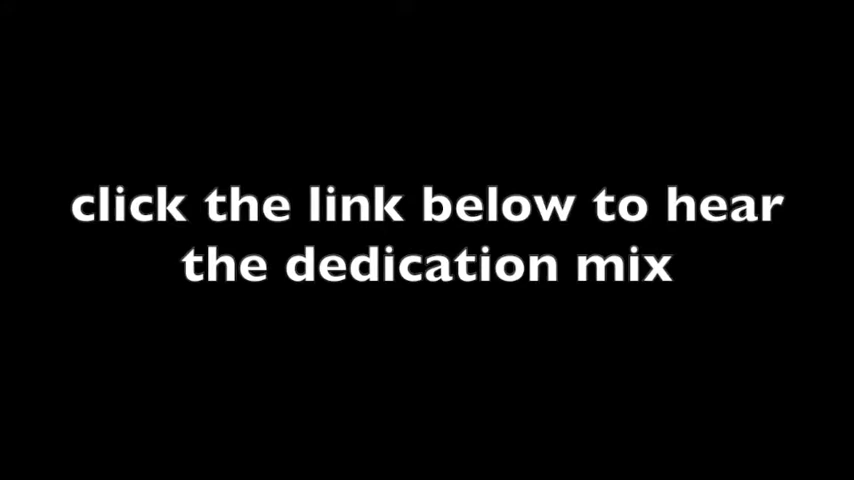 click the link below to hear
the dedication mix